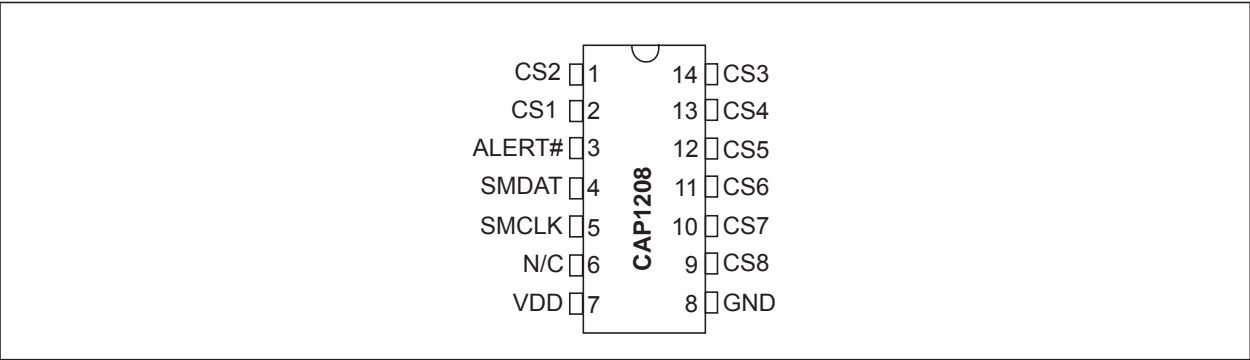 CS2 1 14 CS3
CS1 2 13 CS4
ALERT# 3 12 CS5
SMDAT 4 11 CS6
SMCLK 5 10 CS7
N/C 6 9 CS8
VDD 7 8 GND
CAP1208